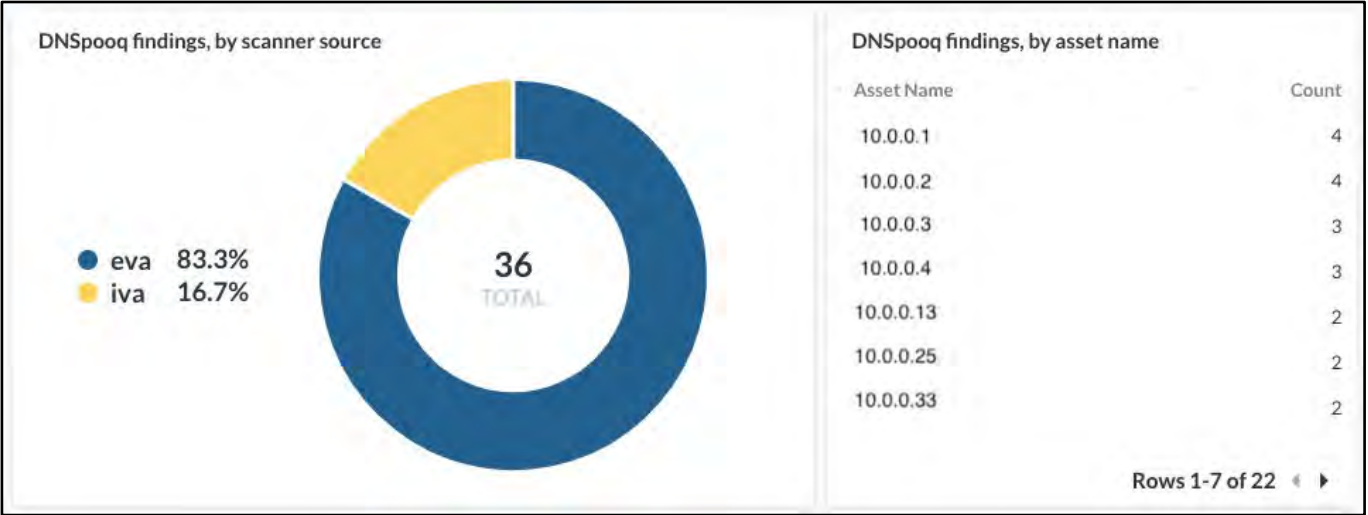 DNSpooq findings, by scanner source
eva 83.3%
iva 16.7%
36
TOTAL
DNSpooq findings, by asset name
Asset Name Count
10.0.0.1 4
10.0.0.2 4
10.0.0.3 3
10.0.0.4 3
10.0.0.13 2
10.0.0.25 2
10.0.0.33 2
Rows 1-7 of 22